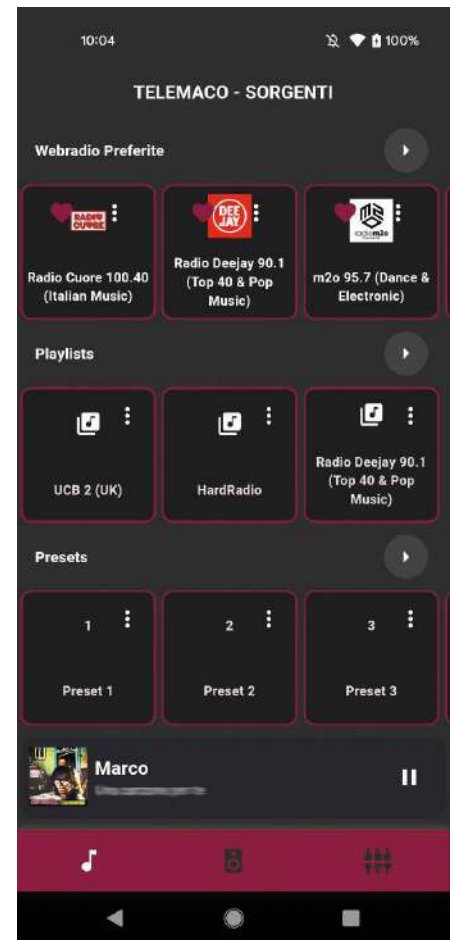 10:04
100%
TELEMACO - SORGENTI
Webradio Preferite
RADIO
CUORE
DEE
JAY
radiom2o
Radio Cuore 100.40
(Italian Music)
Radio Deejay 90.1
(Top 40 & Pop
Music)
m2o 95.7 (Dance &
Electronic)
Playlists
UCB 2 (UK)
HardRadio
Radio Deejay 90.1
(Top 40 & Pop
Music)
Presets
1
2
3
Preset 1
Preset 2
Preset 3
Marco